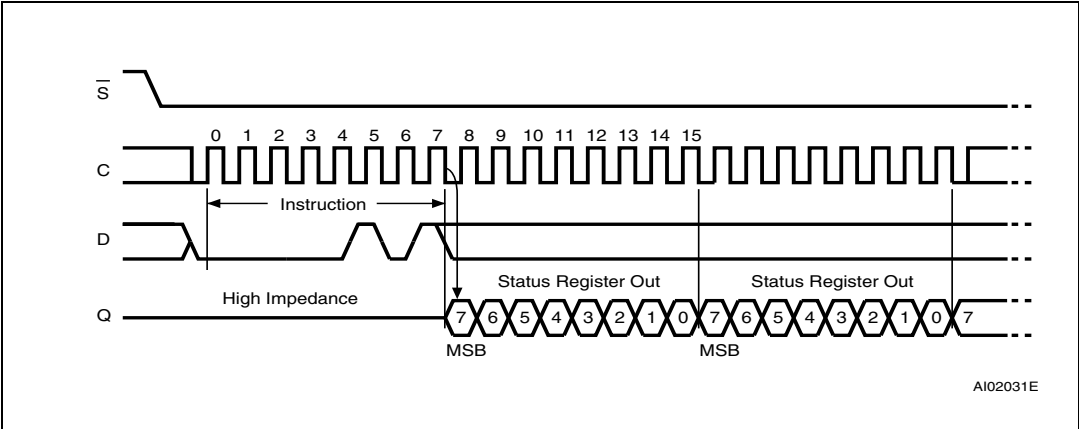 S
0 1 2 3 4 5 6 7 8 9 10 11 12 13 14 15
C
Instruction
D
Status Register Out Status Register Out
High Impedance
Q 7 6 5 4 3 2 1 0 7 6 5 4 3 2 1 0 7
MSB MSB
AI02031E